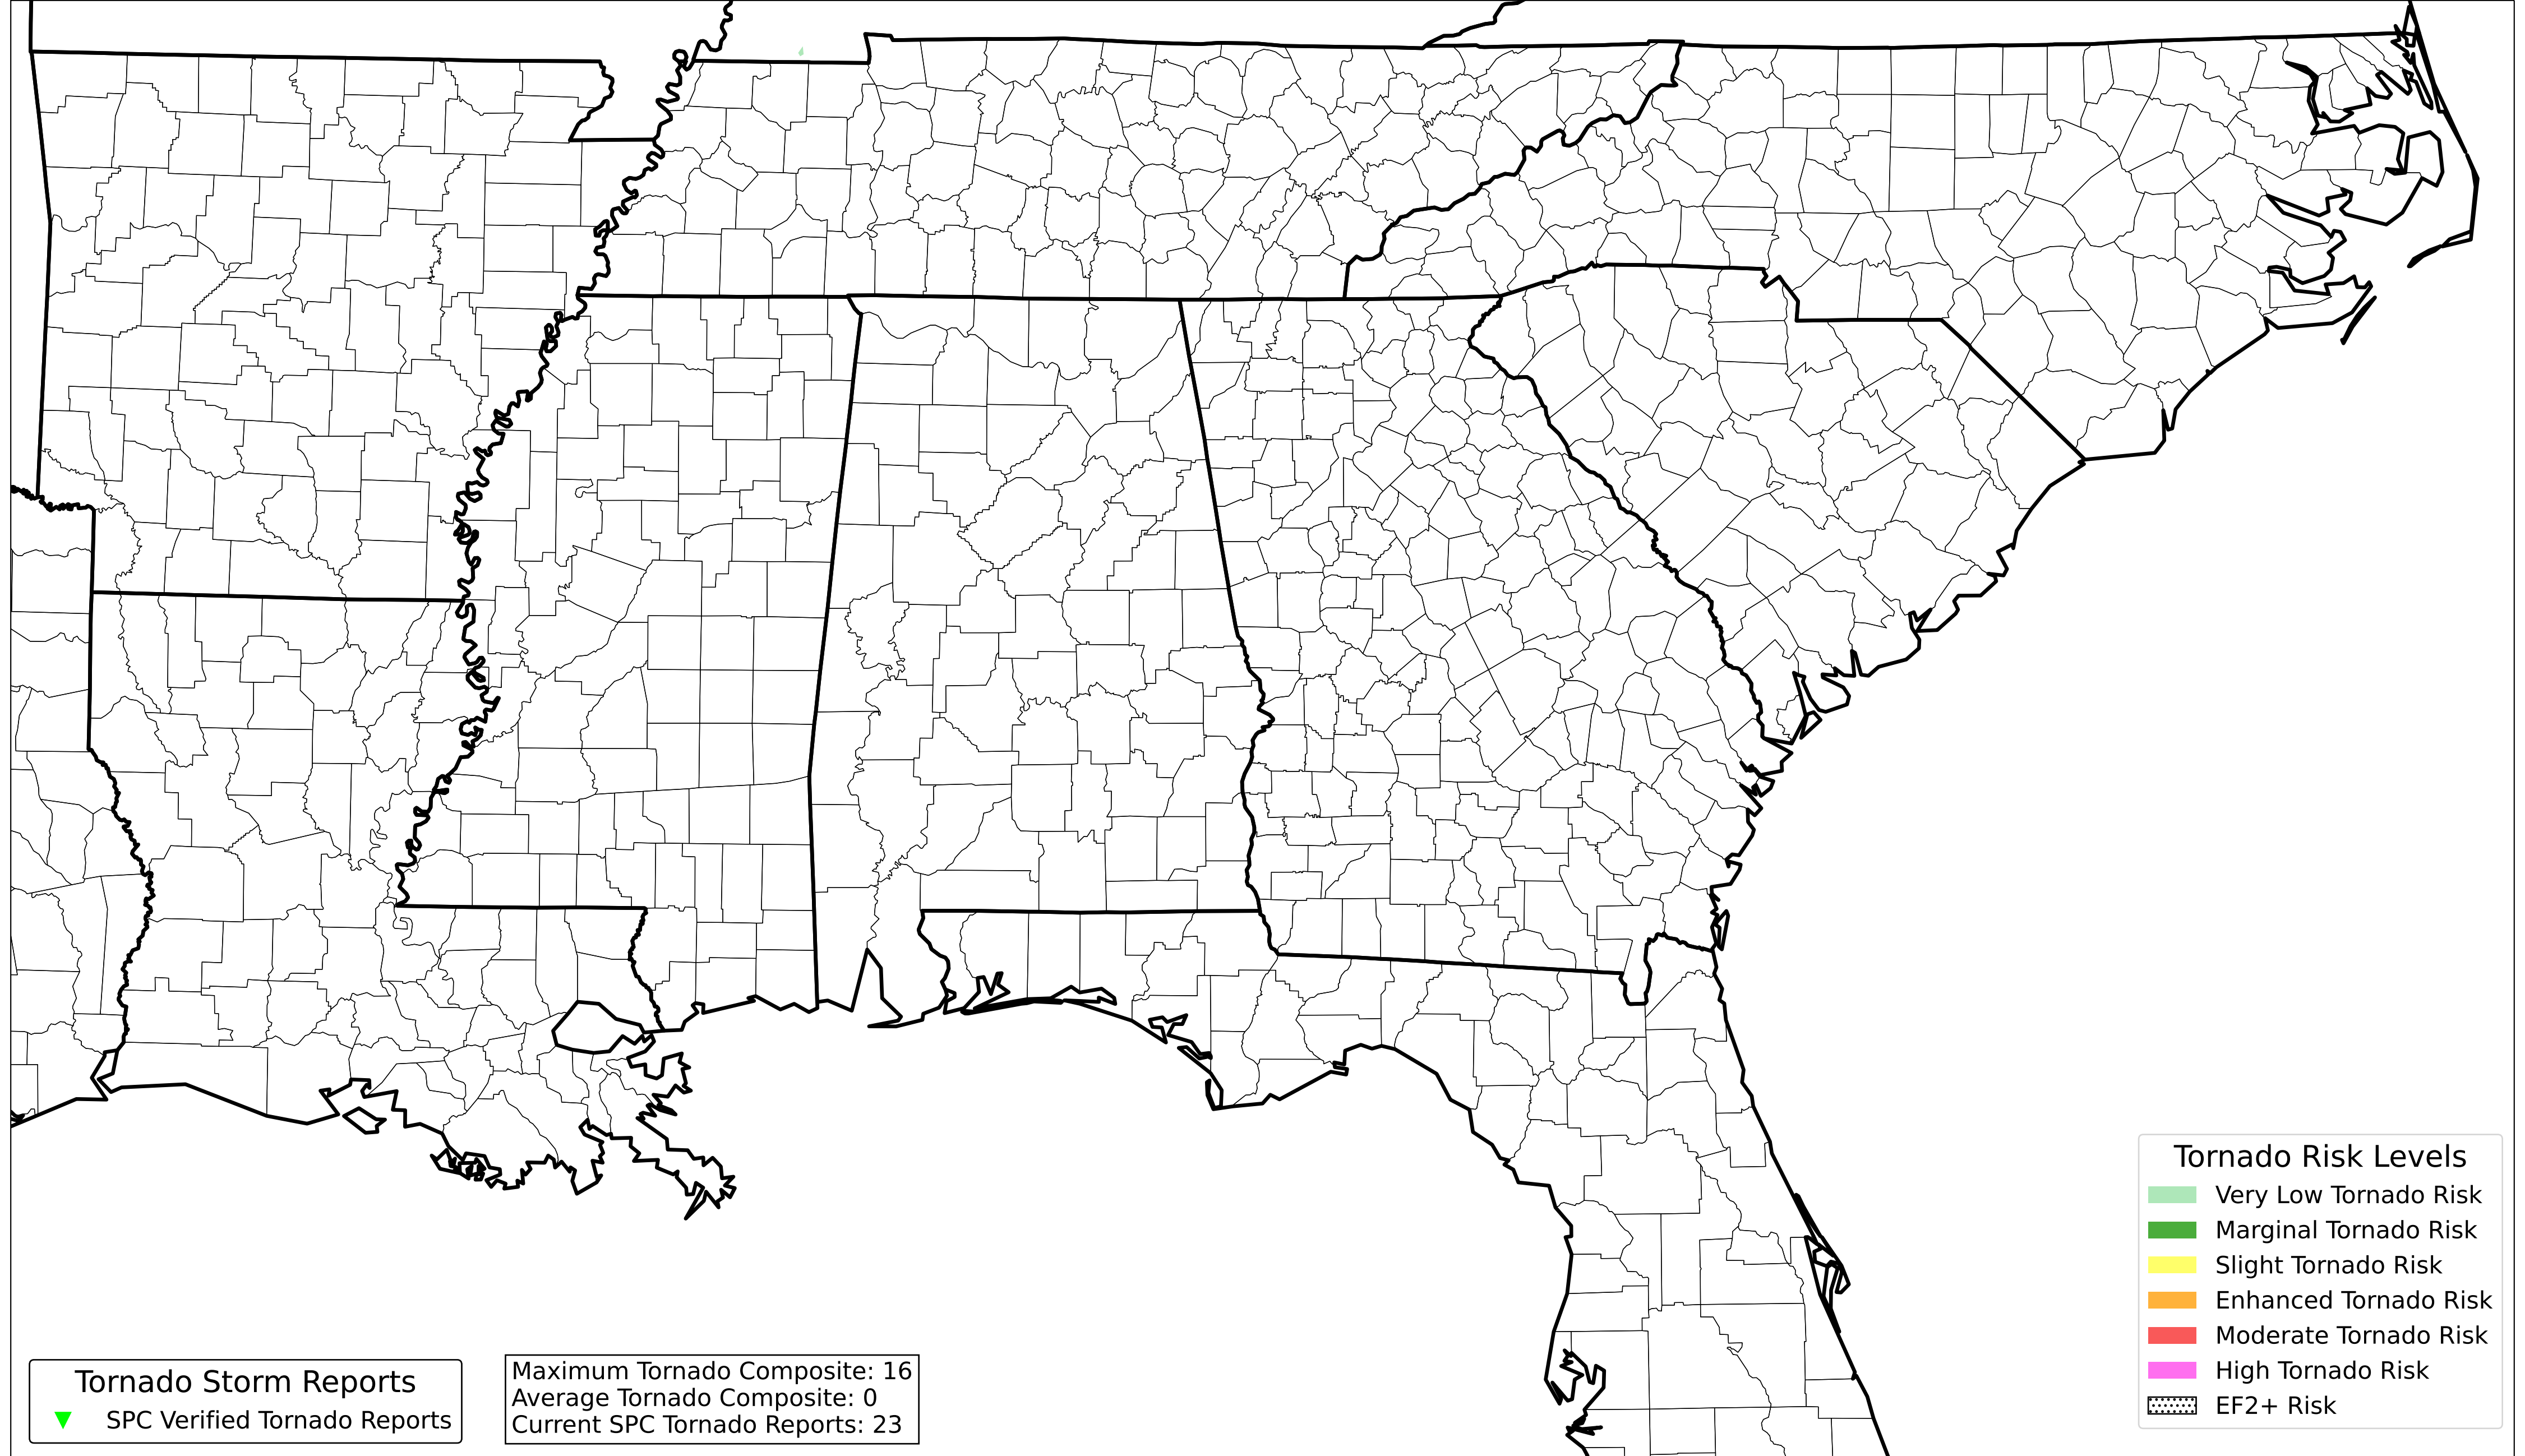 Tornado Risk Levels
Very Low Tornado Risk
Marginal Tornado Risk
Slight Tornado Risk
Enhanced Tornado Risk
Moderate Tornado Risk
High Tornado Risk
EF2+ Risk
Tornado Storm Reports
SPC Verified Tornado Reports
Maximum Tornado Composite: 16
Average Tornado Composite: 0
Current SPC Tornado Reports: 23